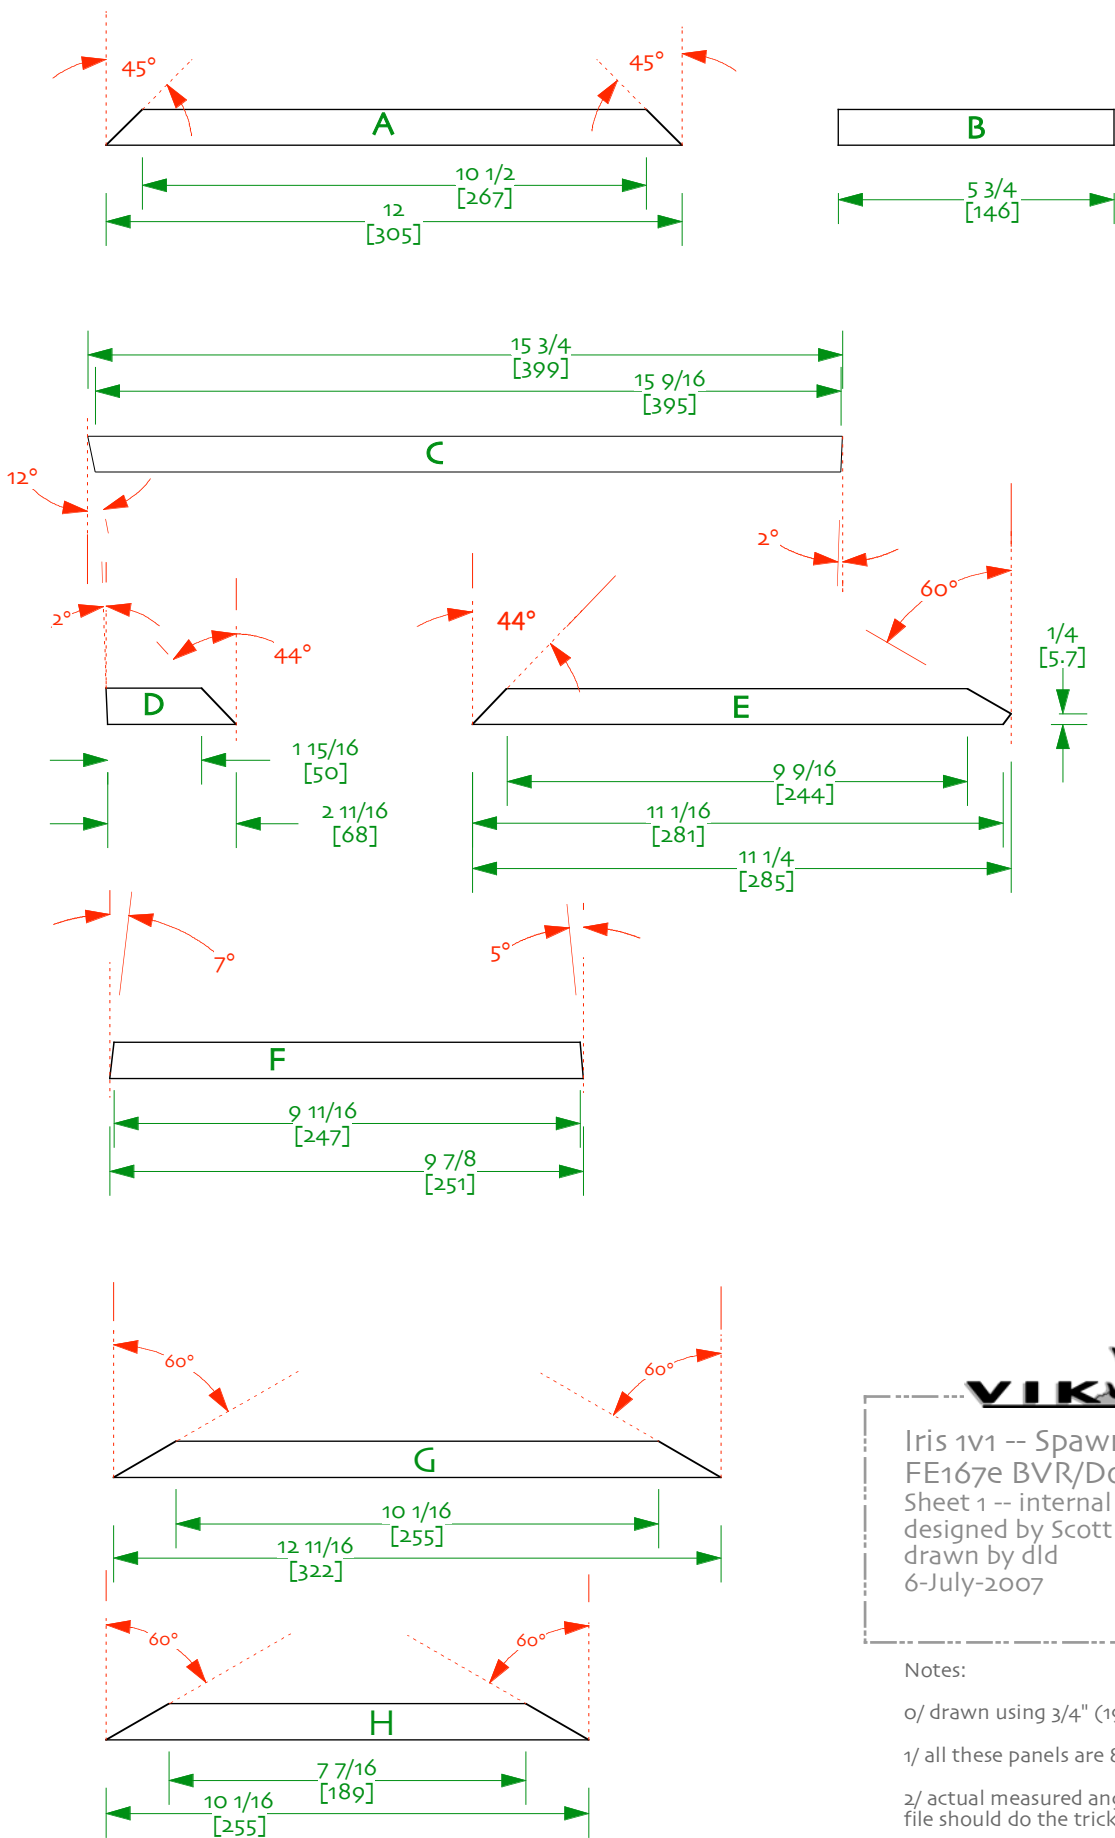 45°
45°
A
B
10 1/2
[267]
12
[305]
5 3/4
[146]
15 3/4
[399]
15 9/16
[395]
C
12°
2°
60°
2°
44°
44°
1/4
[5.7]
D
E
1 15/16
[50]
2 11/16
[68]
9 9/16
[244]
11 1/16
[281]
11 1/4
[285]
7°
5°
F
9 11/16
[247]
9 7/8
[251]
60°
60°
G
10 1/16
[255]
12 11/16
[322]
60°
60°
H
7 7/16
[189]
10 1/16
[255]
VIK
Iris 1v1 -- Spawn
FE167e BVR/Do
Sheet 1 -- internal
designed by Scott
drawn by dld
6-July-2007
Notes:
0/ drawn using 3/4" (19
1/ all these panels are 8
2/ actual measured ang
file should do the trick